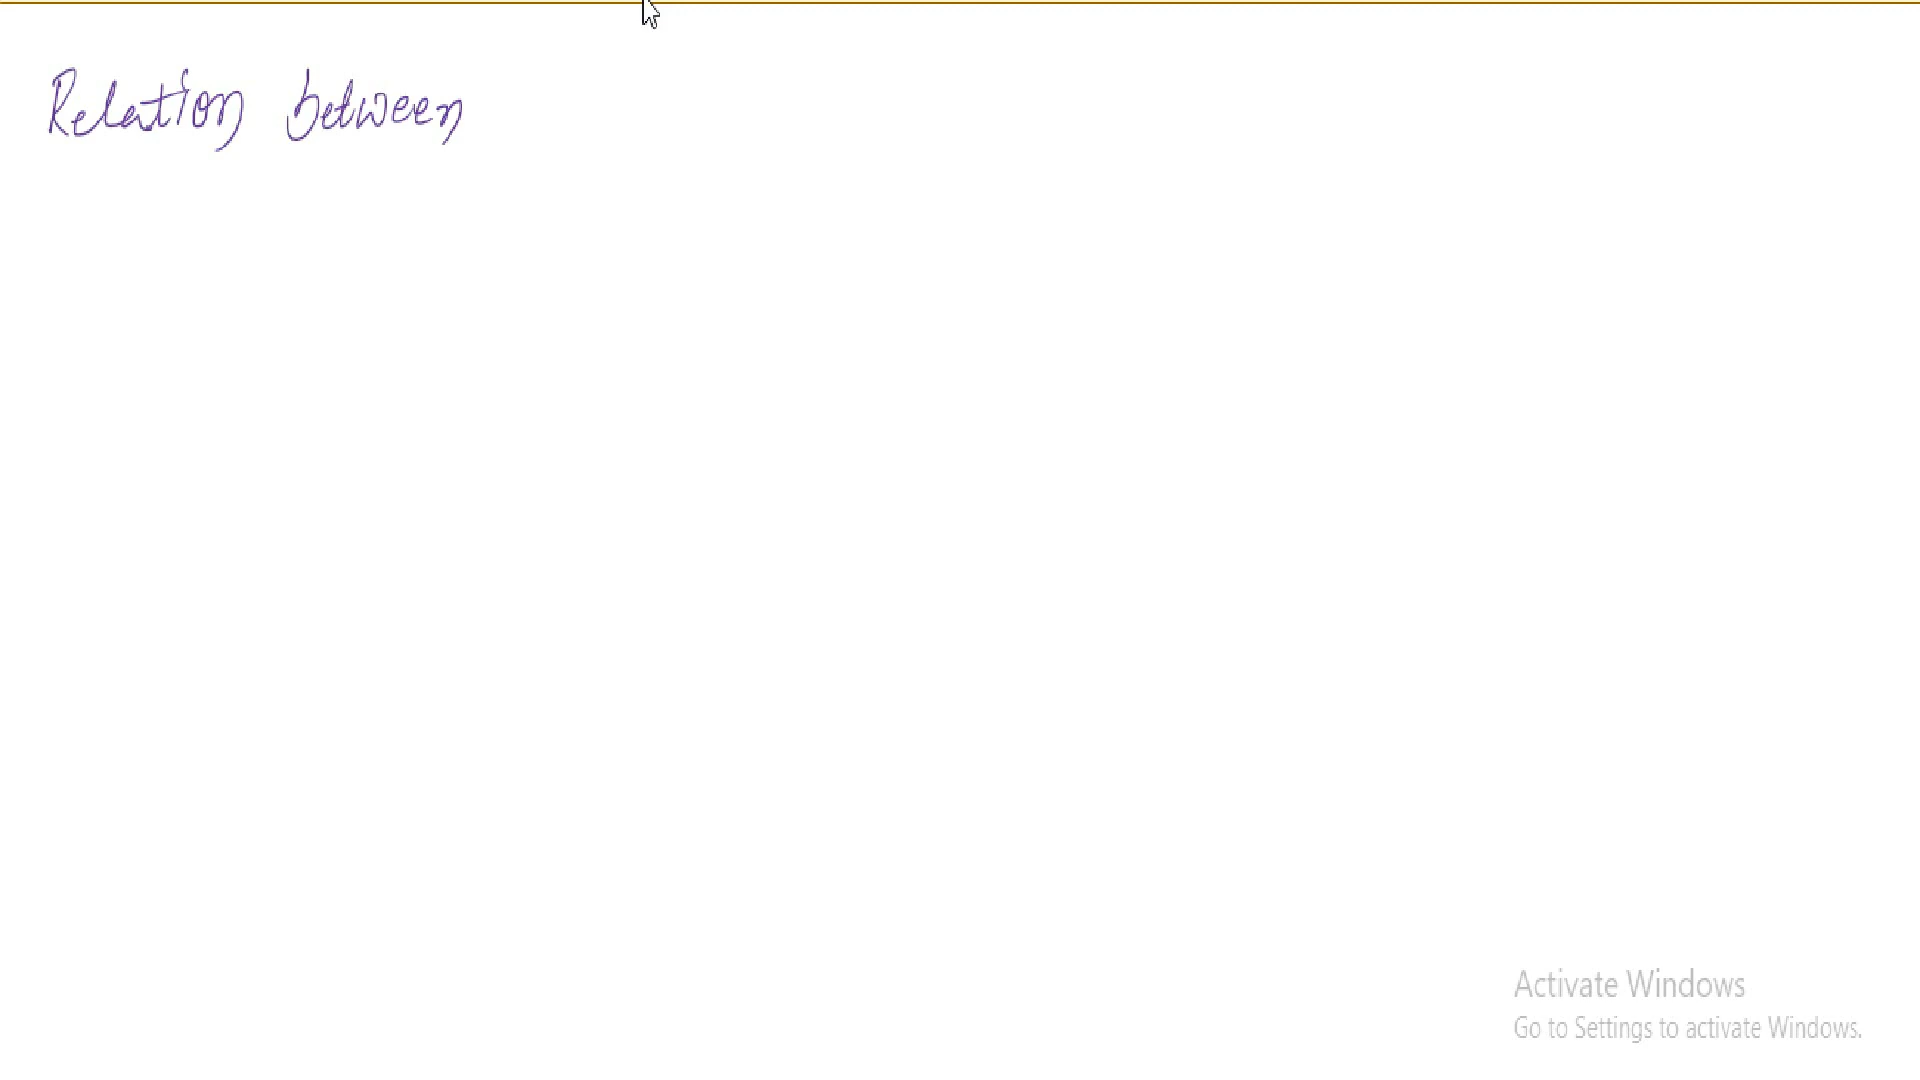 Relation between
Activate Windows
Go to Settings to activate Windows.